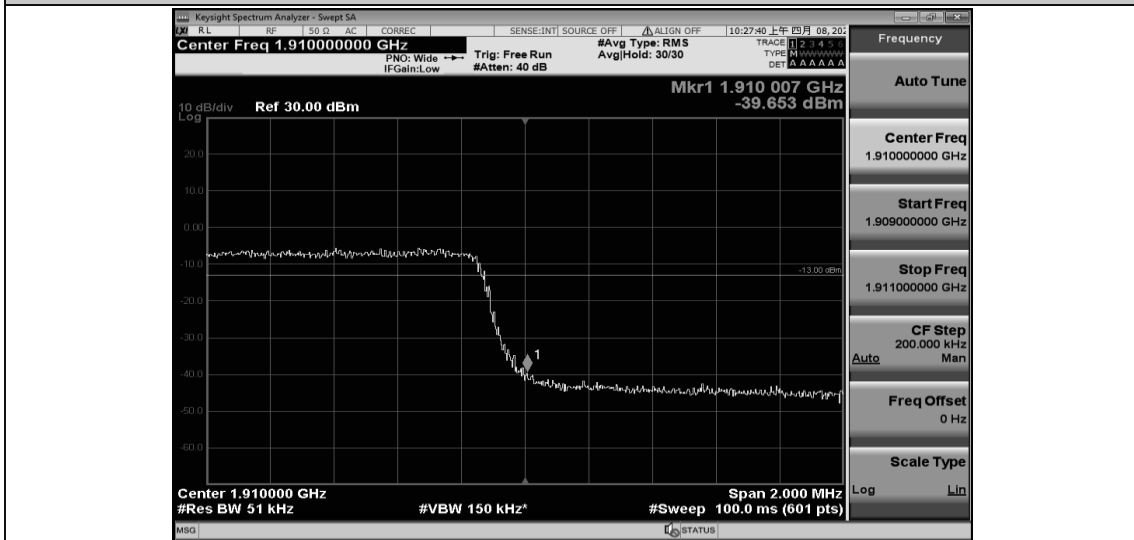 Keysight Spectrum Analyzer - Swept SA
LXI RL RF 50 Ω AC CORREC SENSE:INT SOURCE OFF ALIGN OFF 10:27:40 上午 四月 08, 202
Center Freq 1.910000000 GHz
PNO: Wide
IFGain:Low
Trig: Free Run
#Atten: 40 dB
#Avg Type: RMS
Avg|Hold: 30/30
TRACE 1 2 3 4 5 6
TYPE M WWWWW
DET A A A A A A
Mkr1 1.910 007 GHz
-39.653 dBm
10 dB/div Ref 30.00 dBm
Log
20.0
10.0
0.00
-10.0
-13.00 dBm
-20.0
-30.0
1
-40.0
-50.0
-60.0
Center 1.910000 GHz Span 2.000 MHz
#Res BW 51 kHz #VBW 150 kHz* #Sweep 100.0 ms (601 pts)
MSG STATUS
Frequency
Auto Tune
Center Freq
1.910000000 GHz
Start Freq
1.909000000 GHz
Stop Freq
1.911000000 GHz
CF Step
200.000 kHz
Auto Man
Freq Offset
0 Hz
Scale Type
Log Lin